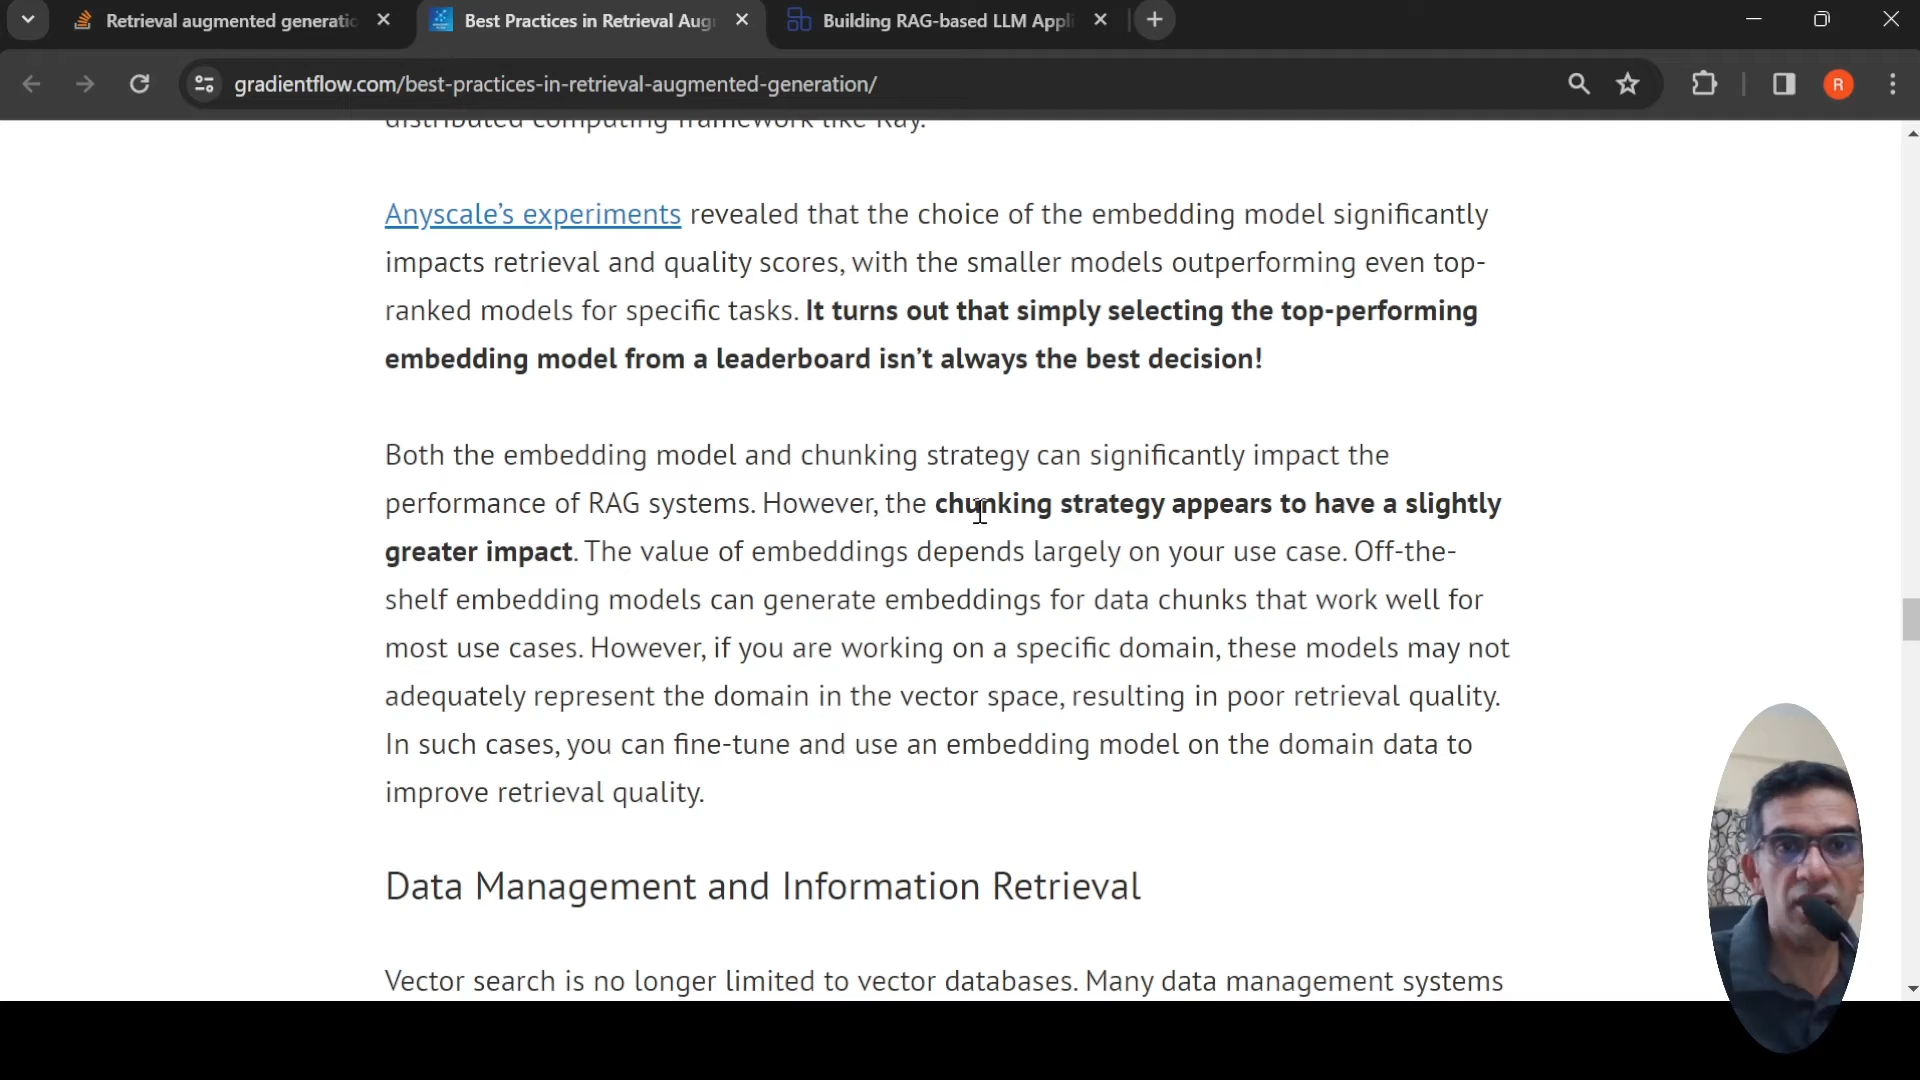 Retrieval augmented generatic
Best Practices in Retrieval Aug
Building RAG-based LLM Appli
gradientflow.com/best-practices-in-retrieval-augmented-generation/
R
distributed computing framework like Ray.
Anyscale’s experiments revealed that the choice of the embedding model significantly
impacts retrieval and quality scores, with the smaller models outperforming even top-
ranked models for specific tasks. It turns out that simply selecting the top-performing
embedding model from a leaderboard isn’t always the best decision!
Both the embedding model and chunking strategy can significantly impact the
performance of RAG systems. However, the chunking strategy appears to have a slightly
greater impact. The value of embeddings depends largely on your use case. Off-the-
shelf embedding models can generate embeddings for data chunks that work well for
most use cases. However, if you are working on a specific domain, these models may not
adequately represent the domain in the vector space, resulting in poor retrieval quality.
In such cases, you can fine-tune and use an embedding model on the domain data to
improve retrieval quality.
Data Management and Information Retrieval
Vector search is no longer limited to vector databases. Many data management systems